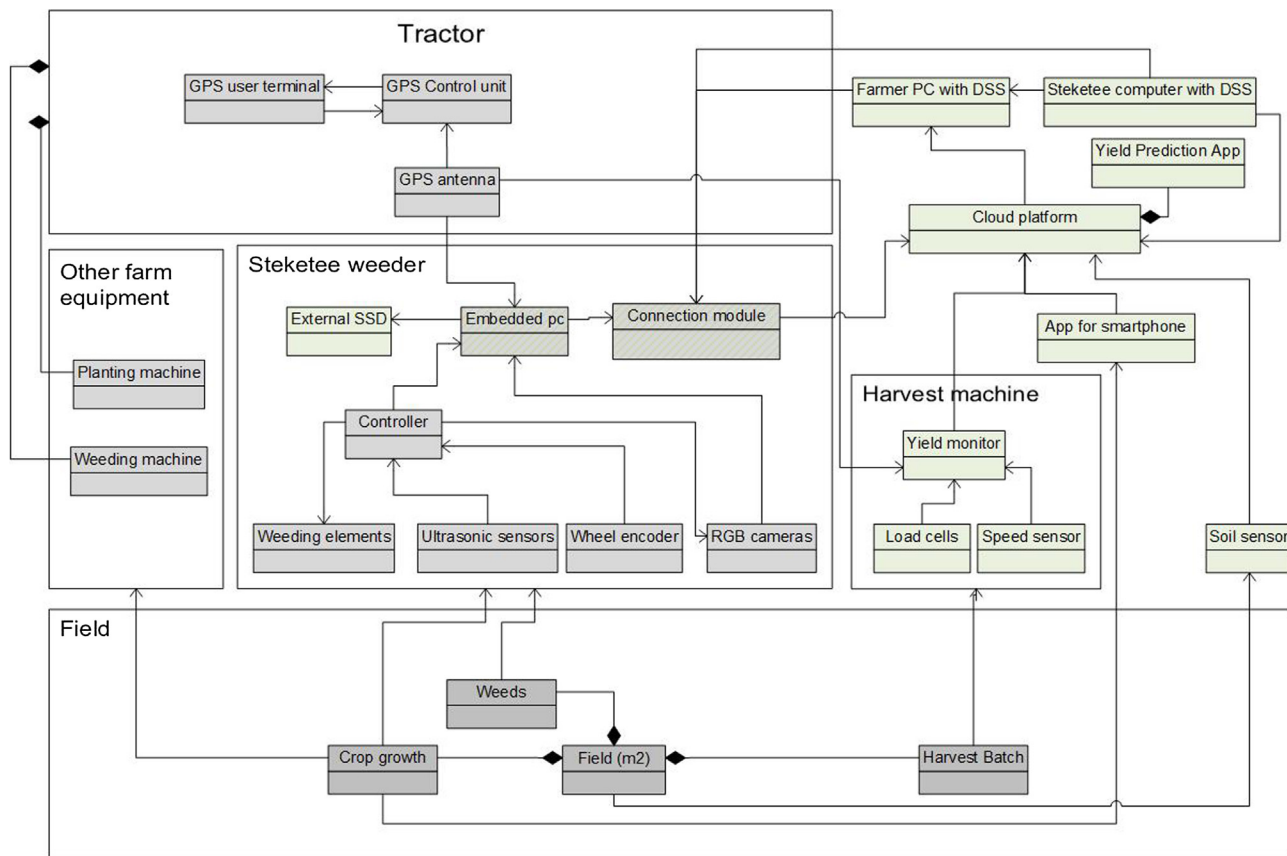 Tractor
GPS user terminal
GPS Control unit
GPS antenna
Farmer PC with DSS
Steketee computer with DSS
Yield Prediction App
Cloud platform
Other farm
equipment
Planting machine
Weeding machine
Steketee weeder
External SSD
Embedded pc
Connection module
Controller
Weeding elements
Ultrasonic sensors
Wheel encoder
RGB cameras
App for smartphone
Harvest machine
Yield monitor
Load cells
Speed sensor
Soil sensor
Field
Weeds
Crop growth
Field (m2)
Harvest Batch